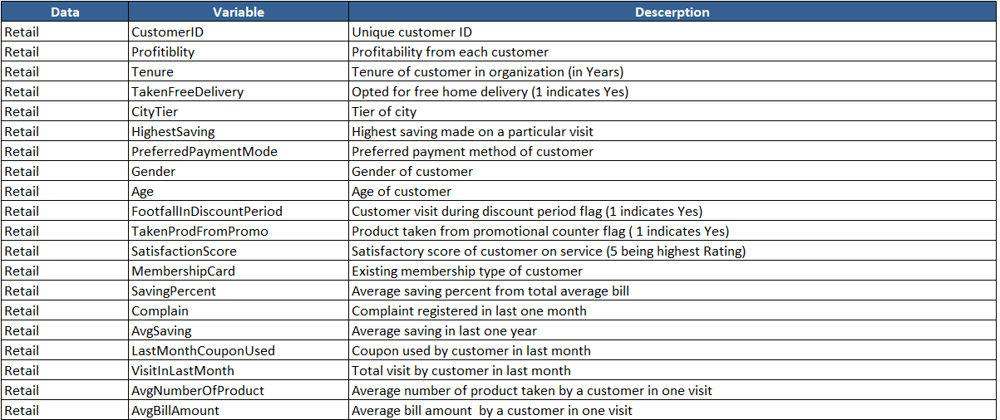 Data Variable Descerption
Retail CustomerID Unique customer ID
Retail Profitiblity Profitability from each customer
Retail Tenure Tenure of customer in organization (in Years)
Retail TakenFreeDelivery Opted for free home delivery (1 indicates Yes)
Retail CityTier Tier of city
Retail HighestSaving Highest saving made on a particular visit
Retail PreferredPaymentMode Preferred payment method of customer
Retail Gender Gender of customer
Retail Age Age of customer
Retail FootfallInDiscountPeriod Customer visit during discount period flag (1 indicates Yes)
Retail TakenProdFromPromo Product taken from promotional counter flag ( 1 indicates Yes)
Retail SatisfactionScore Satisfactory score of customer on service (5 being highest Rating)
Retail MembershipCard Existing membership type of customer
Retail SavingPercent Average saving percent from total average bill
Retail Complain Complaint registered in last one month
Retail AvgSaving Average saving in last one year
Retail LastMonthCouponUsed Coupon used by customer in last month
Retail VisitInLastMonth Total visit by customer in last month
Retail AvgNumberOfProduct Average number of product taken by a customer in one visit
Retail AvgBillAmount Average bill amount  by a customer in one visit